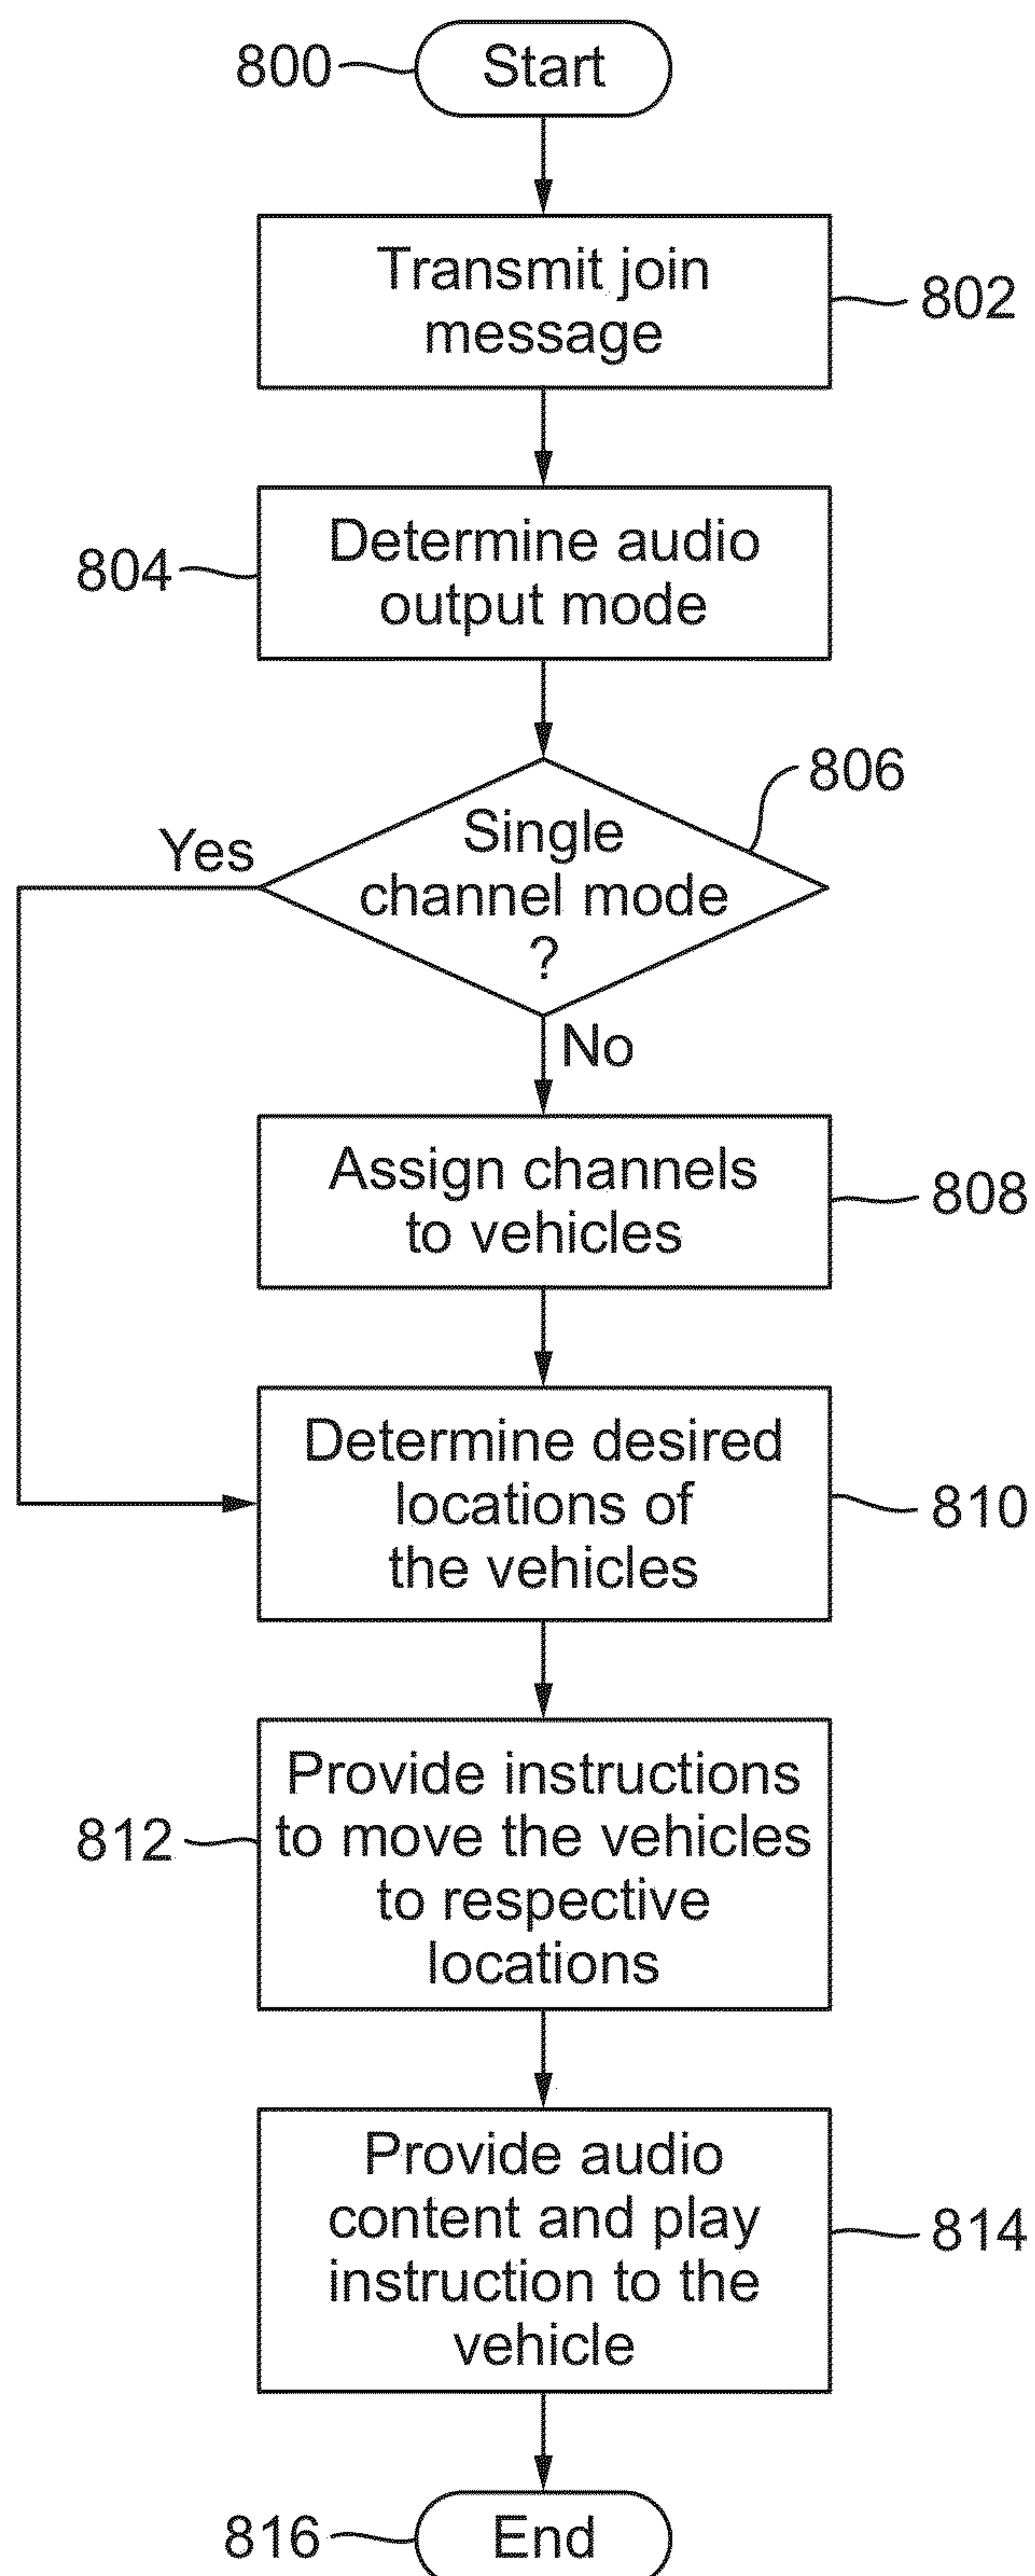 800
Start
Transmit join
message
802
804
Determine audio
output mode
806
Single
channel mode
?
Yes
No
Assign channels
to vehicles
808
Determine desired
locations of
the vehicles
810
812
Provide instructions
to move the vehicles
to respective
locations
Provide audio
content and play
instruction to the
vehicle
814
816
End